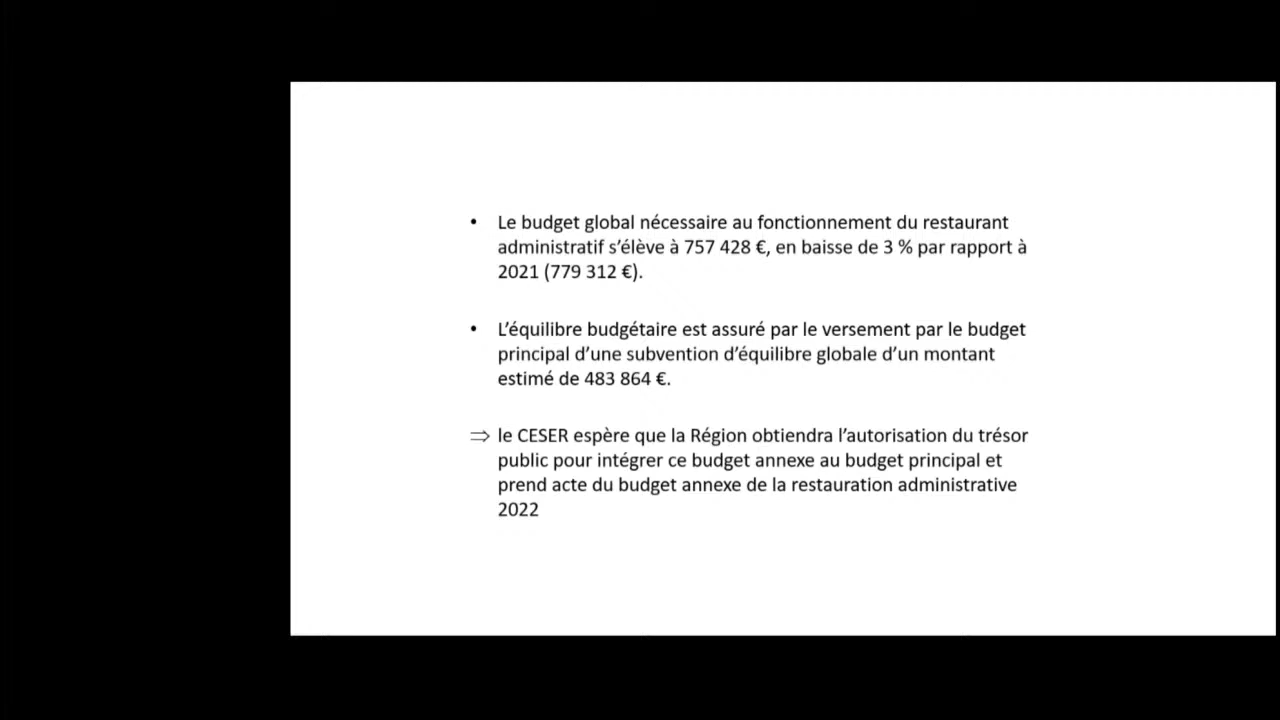 • Le budget global nécessaire au fonctionnement du restaurant
administratif s’élève à 757 428 €, en baisse de 3 % par rapport à
2021 (779 312 €).
• L’équilibre budgétaire est assuré par le versement par le budget
principal d’une subvention d’équilibre globale d’un montant
estimé de 483 864 €.
⇒ le CESER espère que la Région obtiendra l’autorisation du trésor
public pour intégrer ce budget annexe au budget principal et
prend acte du budget annexe de la restauration administrative
2022